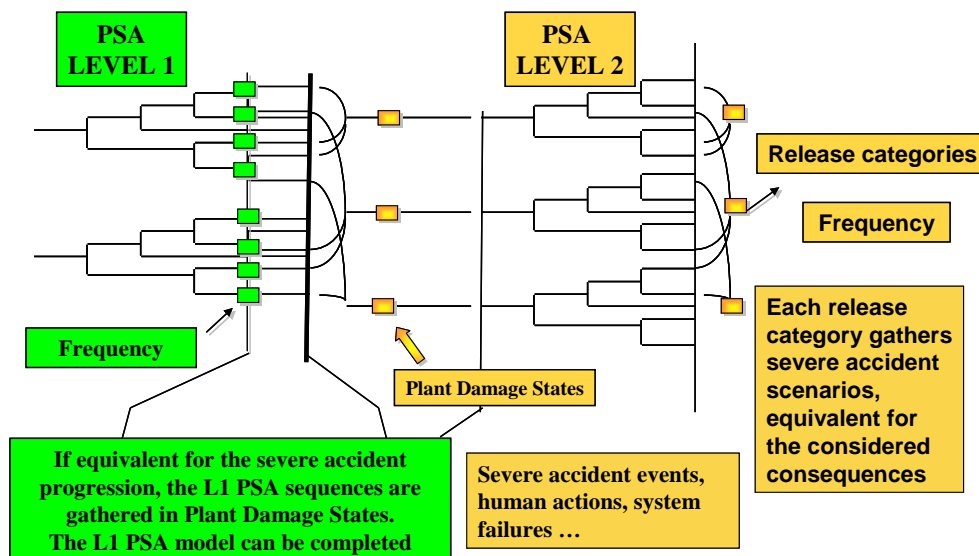 PSA
LEVEL 1
PSA
LEVEL 2
Release categories
Frequency
Frequency
Plant Damage States
Each release
category gathers
severe accident
scenarios,
equivalent for
the considered
consequences
If equivalent for the severe accident
progression, the L1 PSA sequences are
gathered in Plant Damage States.
The L1 PSA model can be completed
Severe accident events,
human actions, system
failures ...